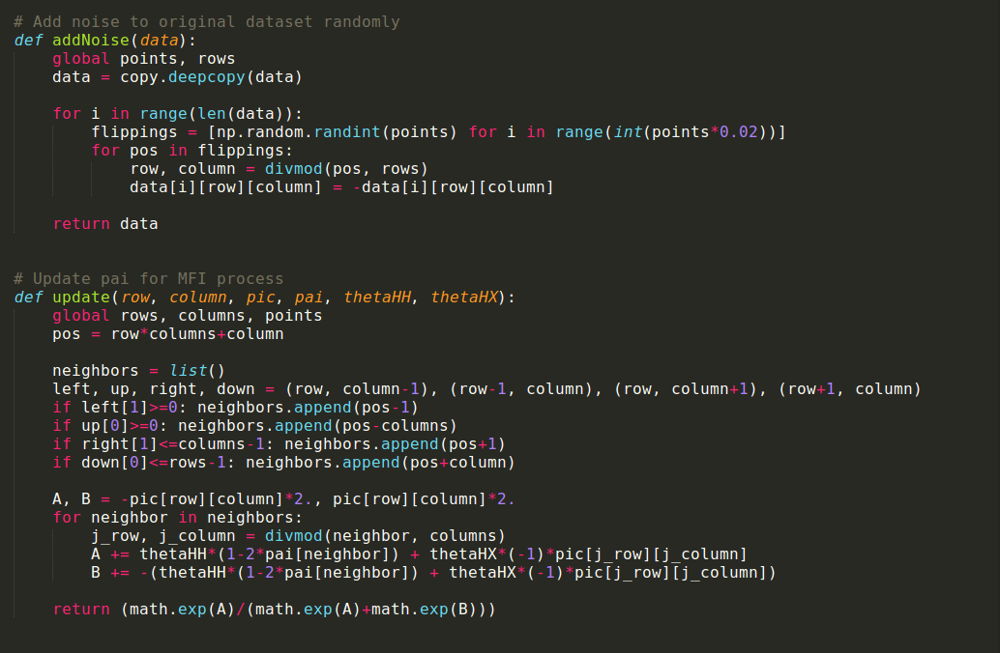 # Add noise to original dataset randomly
def addNoise(data):
    global points, rows
    data = copy.deepcopy(data)

    for i in range(len(data)):
        flippings = [np.random.randint(points) for i in range(int(points*0.02))]
        for pos in flippings:
            row, column = divmod(pos, rows)
            data[i][row][column] = -data[i][row][column]

    return data


# Update pai for MFI process
def update(row, column, pic, pai, thetaHH, thetaHX):
    global rows, columns, points
    pos = row*columns+column

    neighbors = list()
    left, up, right, down = (row, column-1), (row-1, column), (row, column+1), (row+1, column)
    if left[1]>=0: neighbors.append(pos-1)
    if up[0]>=0: neighbors.append(pos-columns)
    if right[1]<=columns-1: neighbors.append(pos+1)
    if down[0]<=rows-1: neighbors.append(pos+column)

    A, B = -pic[row][column]*2., pic[row][column]*2.
    for neighbor in neighbors:
        j_row, j_column = divmod(neighbor, columns)
        A += thetaHH*(1-2*pai[neighbor]) + thetaHX*(-1)*pic[j_row][j_column]
        B += -(thetaHH*(1-2*pai[neighbor]) + thetaHX*(-1)*pic[j_row][j_column])

    return (math.exp(A)/(math.exp(A)+math.exp(B)))